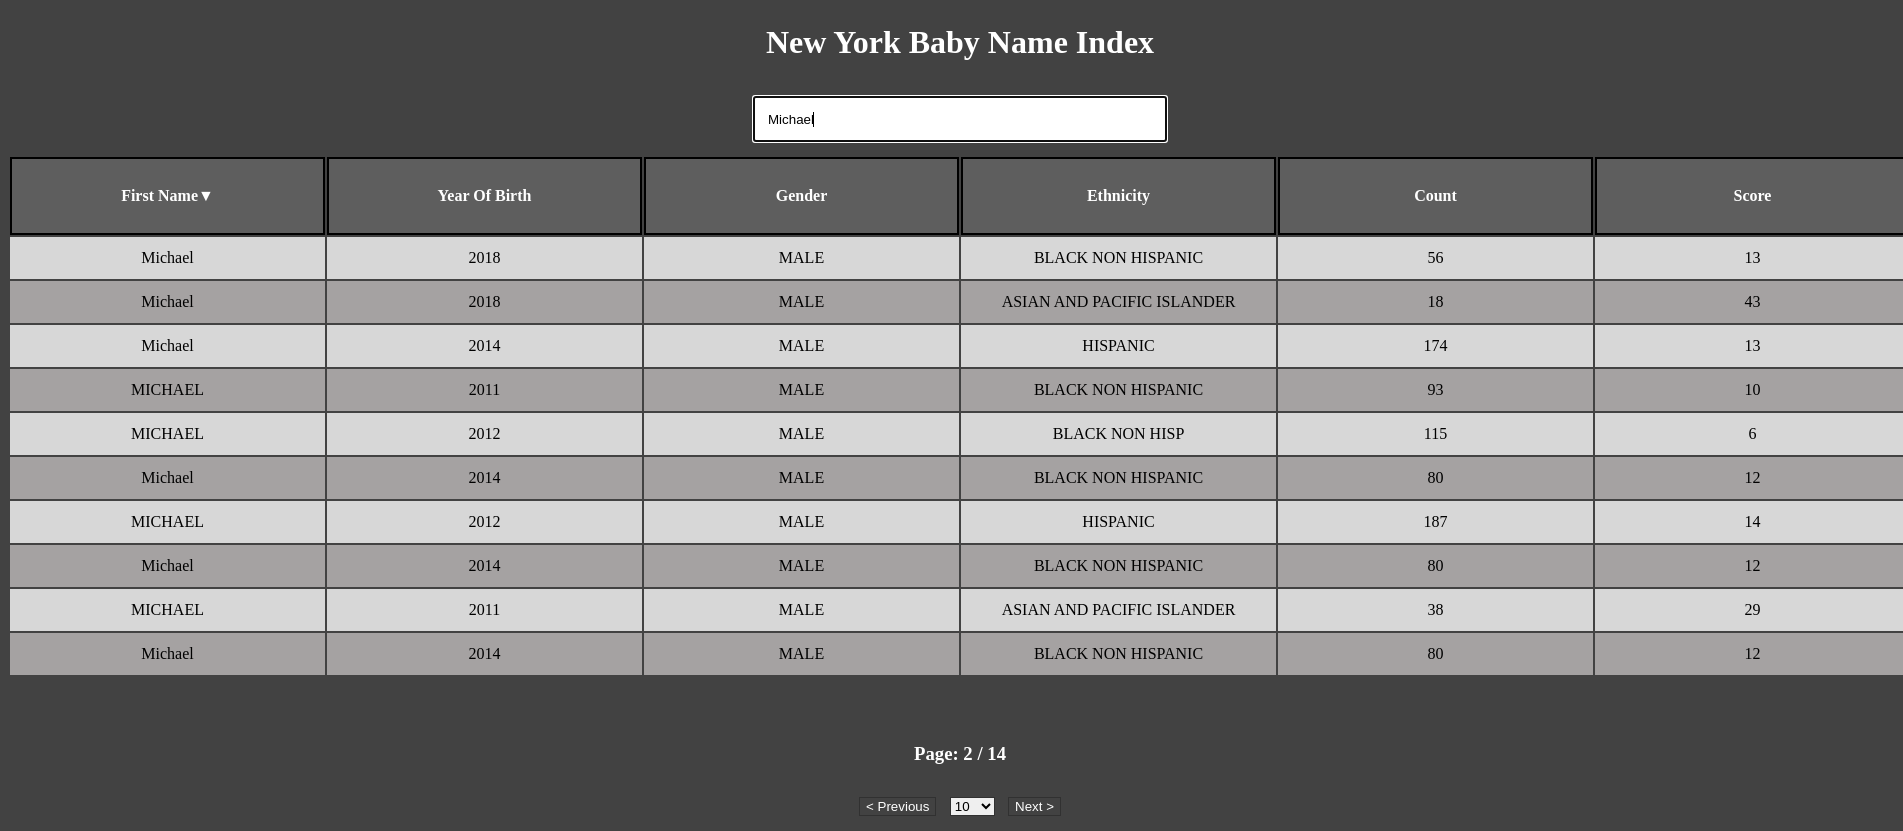 New York Baby Name Index
Michael
First Name▼ Year Of Birth Gender Ethnicity Count Score
Michael 2018 MALE BLACK NON HISPANIC 56 13
Michael 2018 MALE ASIAN AND PACIFIC ISLANDER 18 43
Michael 2014 MALE HISPANIC 174 13
MICHAEL 2011 MALE BLACK NON HISPANIC 93 10
MICHAEL 2012 MALE BLACK NON HISP 115 6
Michael 2014 MALE BLACK NON HISPANIC 80 12
MICHAEL 2012 MALE HISPANIC 187 14
Michael 2014 MALE BLACK NON HISPANIC 80 12
MICHAEL 2011 MALE ASIAN AND PACIFIC ISLANDER 38 29
Michael 2014 MALE BLACK NON HISPANIC 80 12
Page: 2 / 14
< Previous 10 Next >